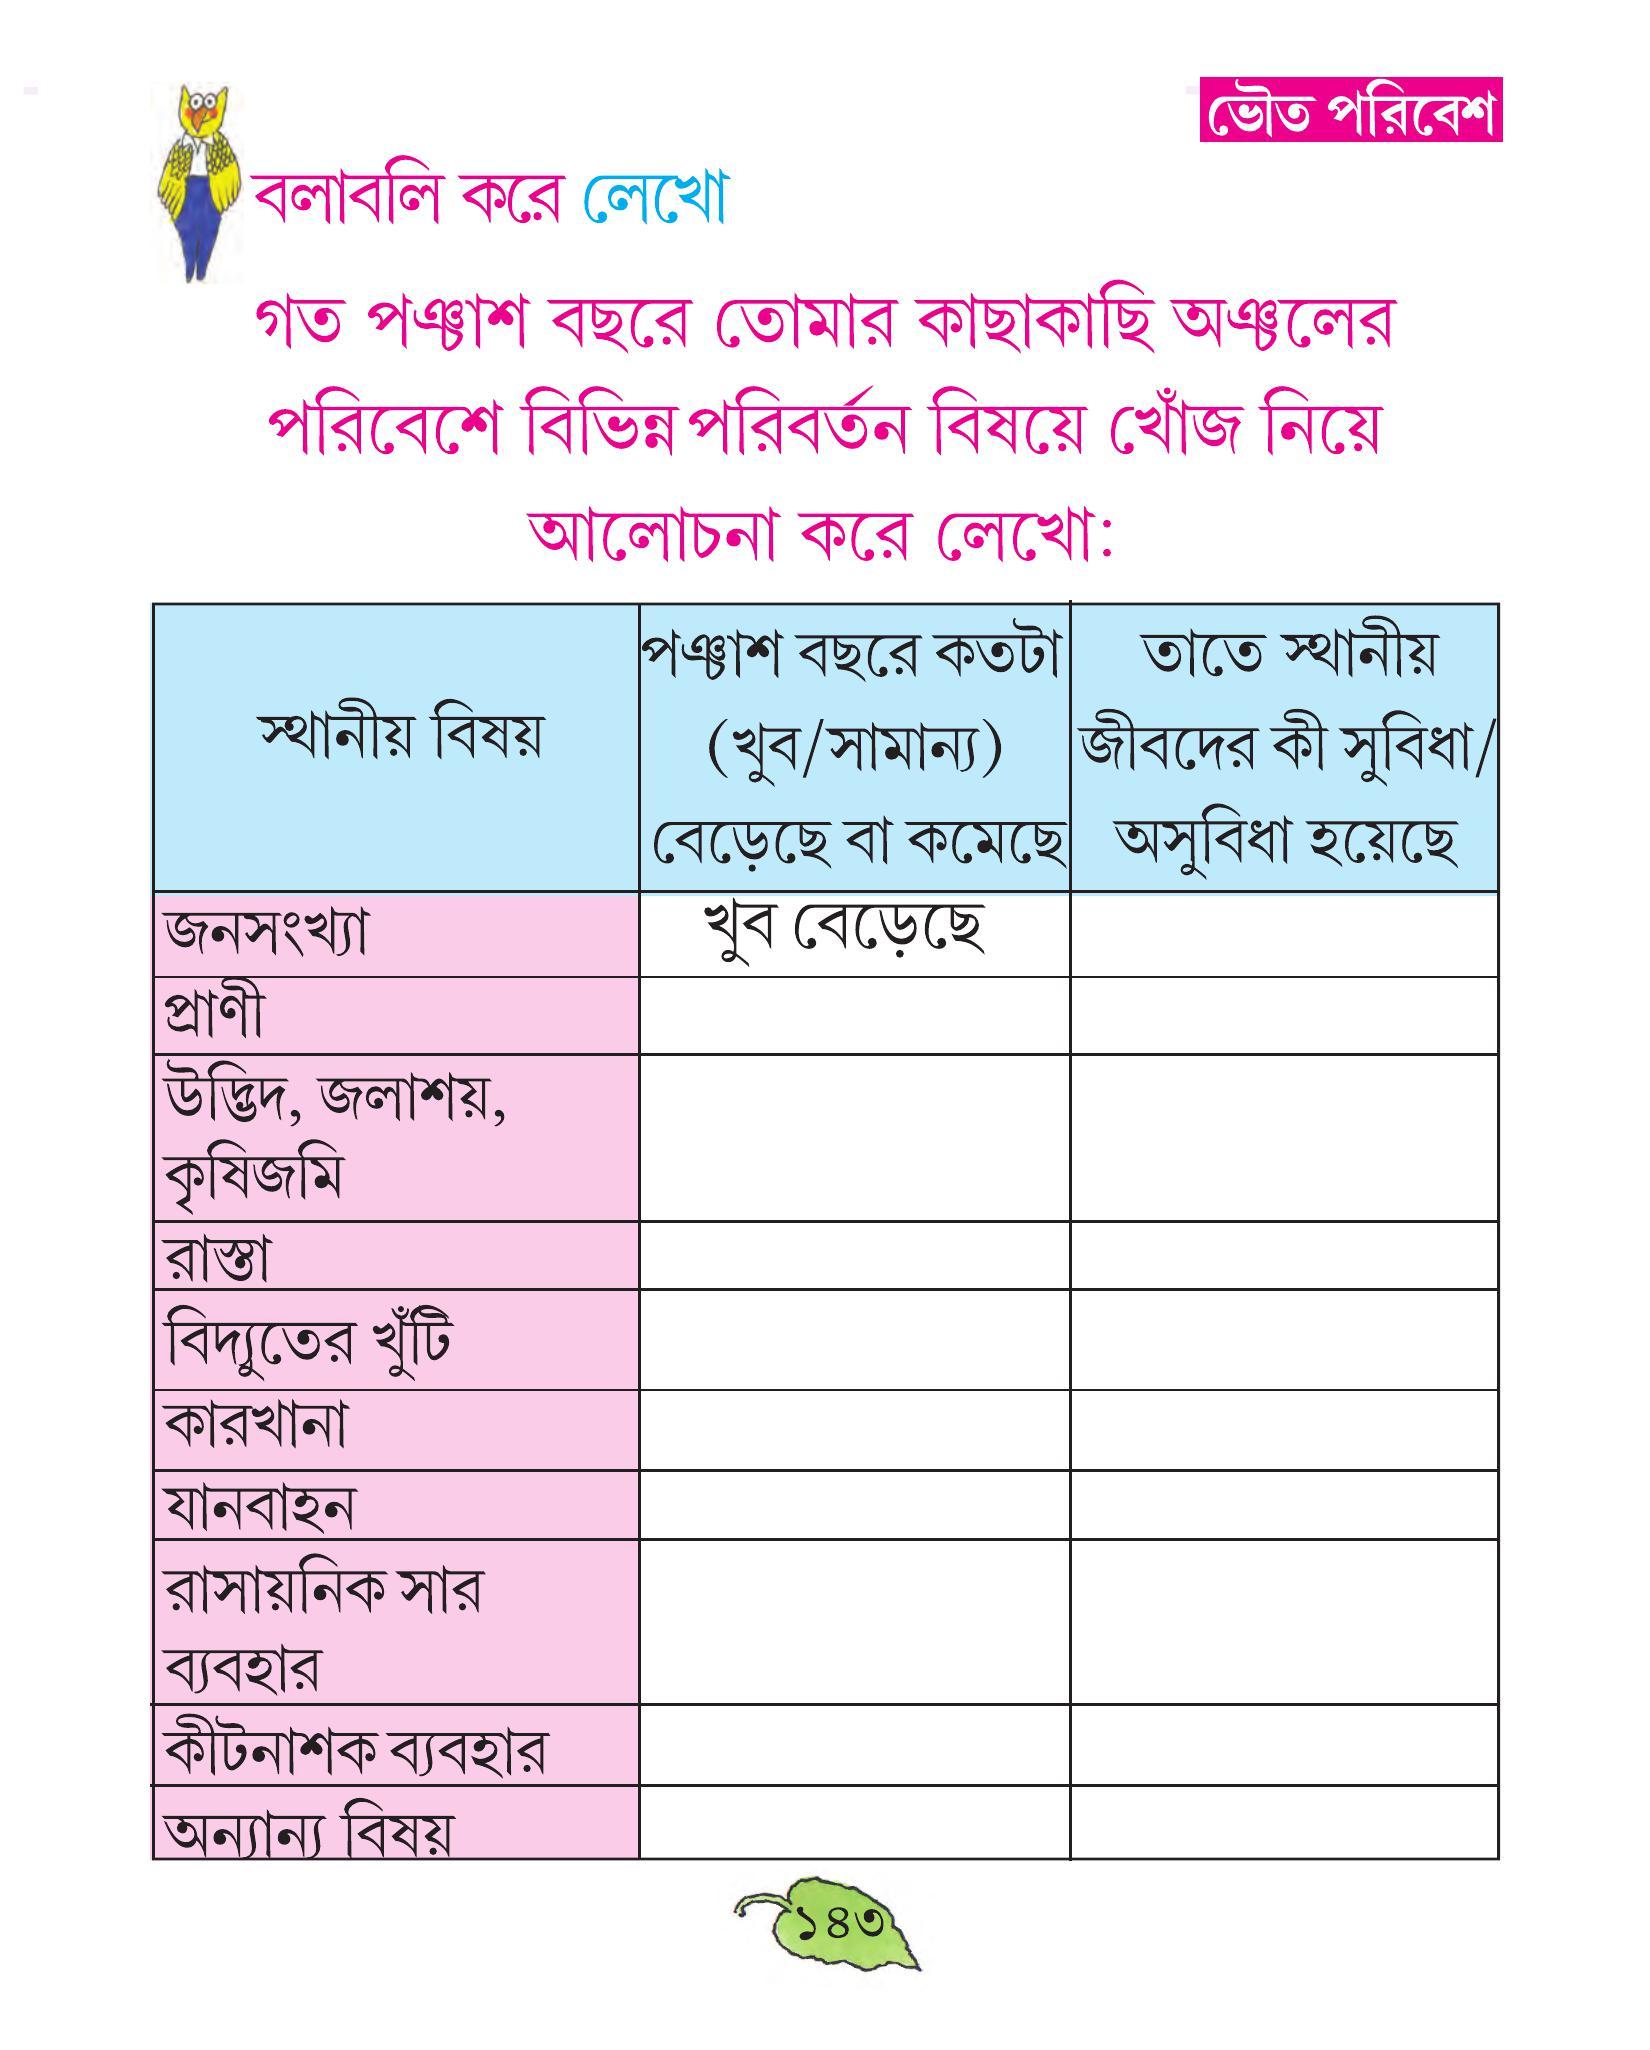 ভৌত পরিবেশ
বলাবলি করে লেখো
গত পঞ্চাশ বছরে তোমার কাছাকাছি অঞ্চলের
পরিবেশে বিভিন্ন পরিবর্তন বিষয়ে খোঁজ নিয়ে
আলোচনা করে লেখো:
স্থানীয় বিষয়
পঞ্চাশ বছরে কতটা
(খুব/সামান্য)
বেড়েছে বা কমেছে
তাতে স্থানীয়
জীবদের কী সুবিধা/
অসুবিধা হয়েছে
জনসংখ্যা
খুব বেড়েছে
প্রাণী
উদ্ভিদ, জলাশয়,
কৃষিজমি
রাস্তা
বিদ্যুতের খুঁটি
কারখানা
যানবাহন
রাসায়নিক সার
ব্যবহার
কীটনাশক ব্যবহার
অন্যান্য বিষয়
১৪৩